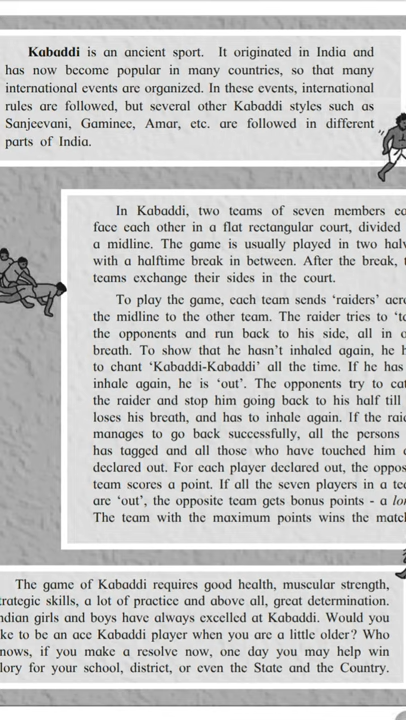 Kabaddi is an ancient sport. It originated in India and
has now become popular in many countries, so that many
international events are organized. In these events, international
rules are followed, but several other Kabaddi styles such as
Sanjeevani, Gaminee, Amar, etc. are followed in different
parts of India.
In Kabaddi, two teams of seven members ea
face each other in a flat rectangular court, divided
a midline. The game is usually played in two halv
with a halftime break in between. After the break, t
teams exchange their sides in the court.
To play the game, each team sends ‘raiders’ acro
the midline to the other team. The raider tries to ‘ta
the opponents and run back to his side, all in o
breath. To show that he hasn’t inhaled again, he h
to chant ‘Kabaddi-Kabaddi’ all the time. If he has
inhale again, he is ‘out’. The opponents try to cat
the raider and stop him going back to his half till
loses his breath, and has to inhale again. If the raid
manages to go back successfully, all the persons
has tagged and all those who have touched him a
declared out. For each player declared out, the oppos
team scores a point. If all the seven players in a tea
are ‘out’, the opposite team gets bonus points - a lon
The team with the maximum points wins the match
The game of Kabaddi requires good health, muscular strength,
trategic skills, a lot of practice and above all, great determination.
ndian girls and boys have always excelled at Kabaddi. Would you
ke to be an ace Kabaddi player when you are a little older? Who
nows, if you make a resolve now, one day you may help win
lory for your school, district, or even the State and the Country.